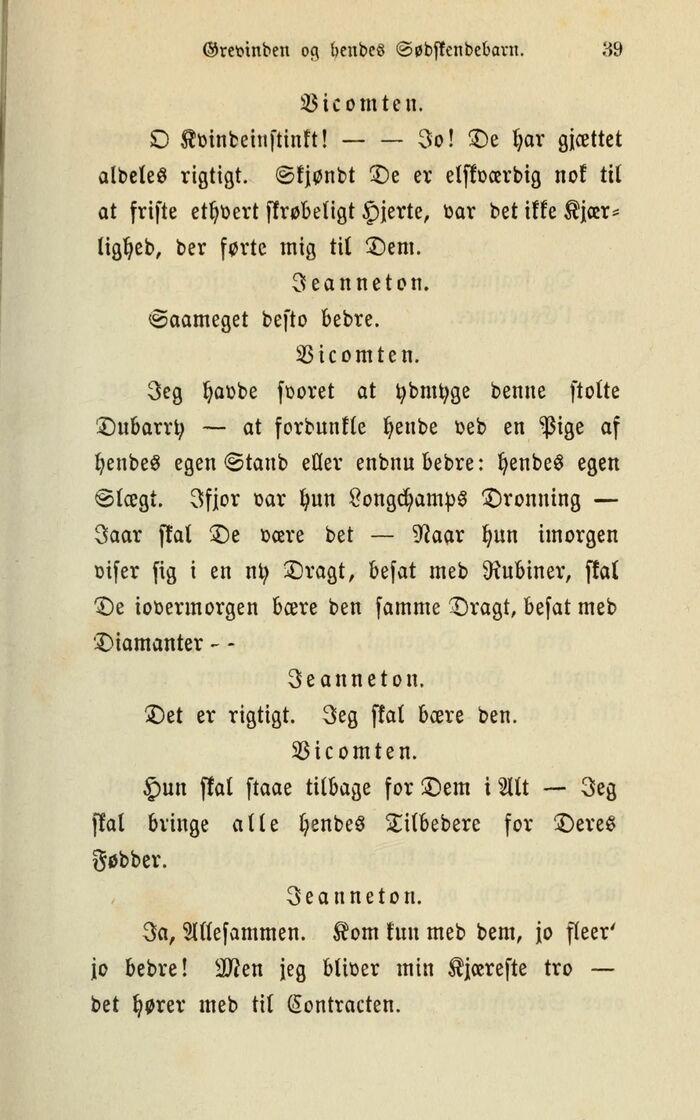 Grevinden og hendes Sødskendebarn. 39
Vicomten.
O Kvindeinstinkt! — — Jo! De har gjættet
aldeles rigtigt. Skjøndt De er elskværdig nok til
at friste ethvert skrøbeligt Hjerte, var det ikke Kjær-
lighed, der førte mig til Dem.
Jeanneton.
Saameget desto bedre.
Vicomten.
Jeg havde svoret at ydmyge denne stolte
Dubarry — at fordunkle hende ved en Pige af
hendes egen Stand eller endnu bedre: hendes egen
Slægt. Ifjor var hun Longchamps Dronning —
Iaar skal De være det — Naar hun imorgen
viser sig i en ny Dragt, besat med Rubiner, skal
De iovermorgen bære den samme Dragt, besat med
Diamanter - -
Jeanneton.
Det er rigtigt. Jeg skal bære den.
Vicomten.
Hun skal staae tilbage for Dem i Alt — Jeg
skal bringe alle hendes Tilbedere for Deres
Fødder.
Jeanneton.
Ja, Allesammen. Kom kun med dem, jo fleer'
jo bedre! Men jeg bliver min Kjæreste tro —
det hører med til Contracten.